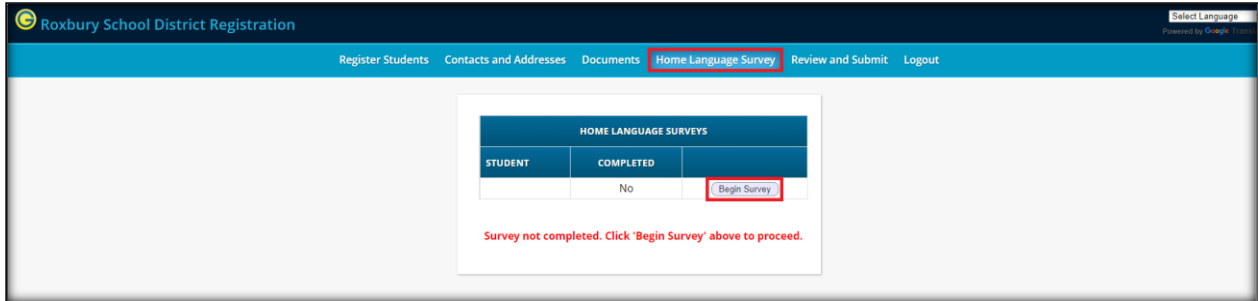 Roxbury School District Registration
Select Language
Powered by Google
Register Students Contacts and Addresses Documents Home Language Survey Review and Submit Logout
HOME LANGUAGE SURVEYS
STUDENT COMPLETED
No Begin Survey
Survey not completed. Click 'Begin Survey' above to proceed.